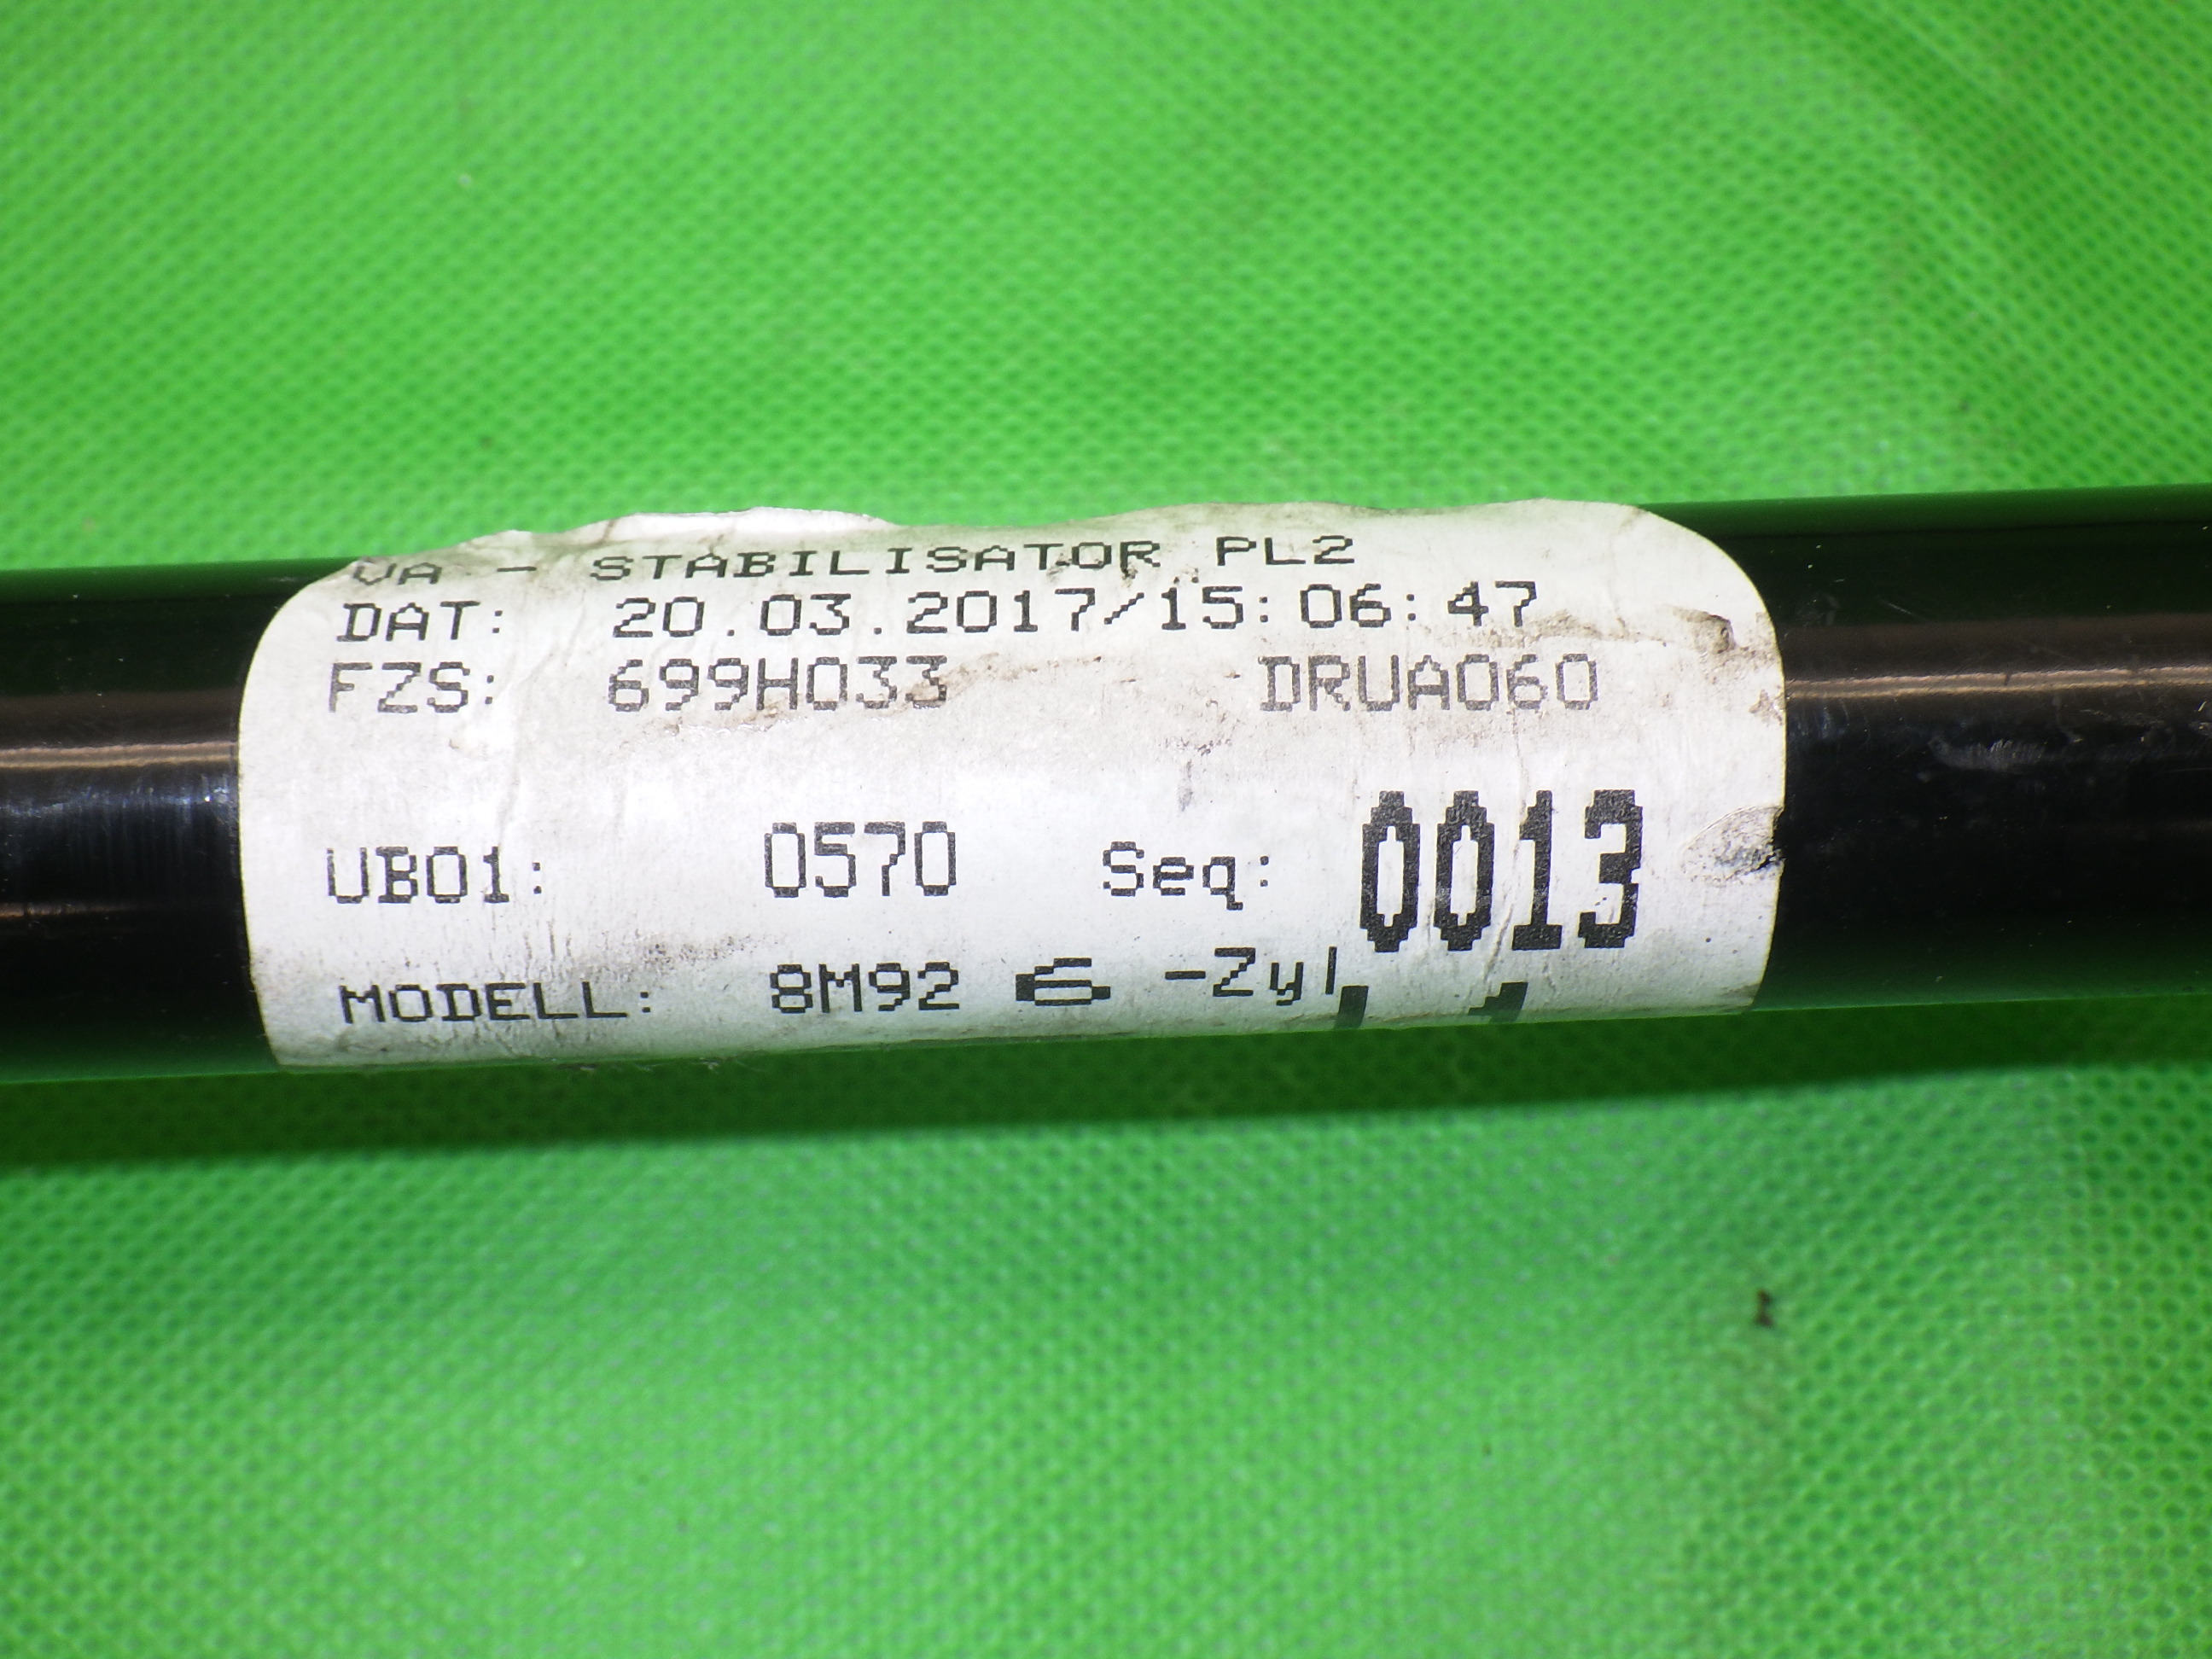 VA - STABILISATOR PL2
DAT: 20.03.2017/15:06:47
FZS: 699H033 DRUA060
UB01: 0570 Seq: 0013
MODELL: 8M92 6 -Zyl